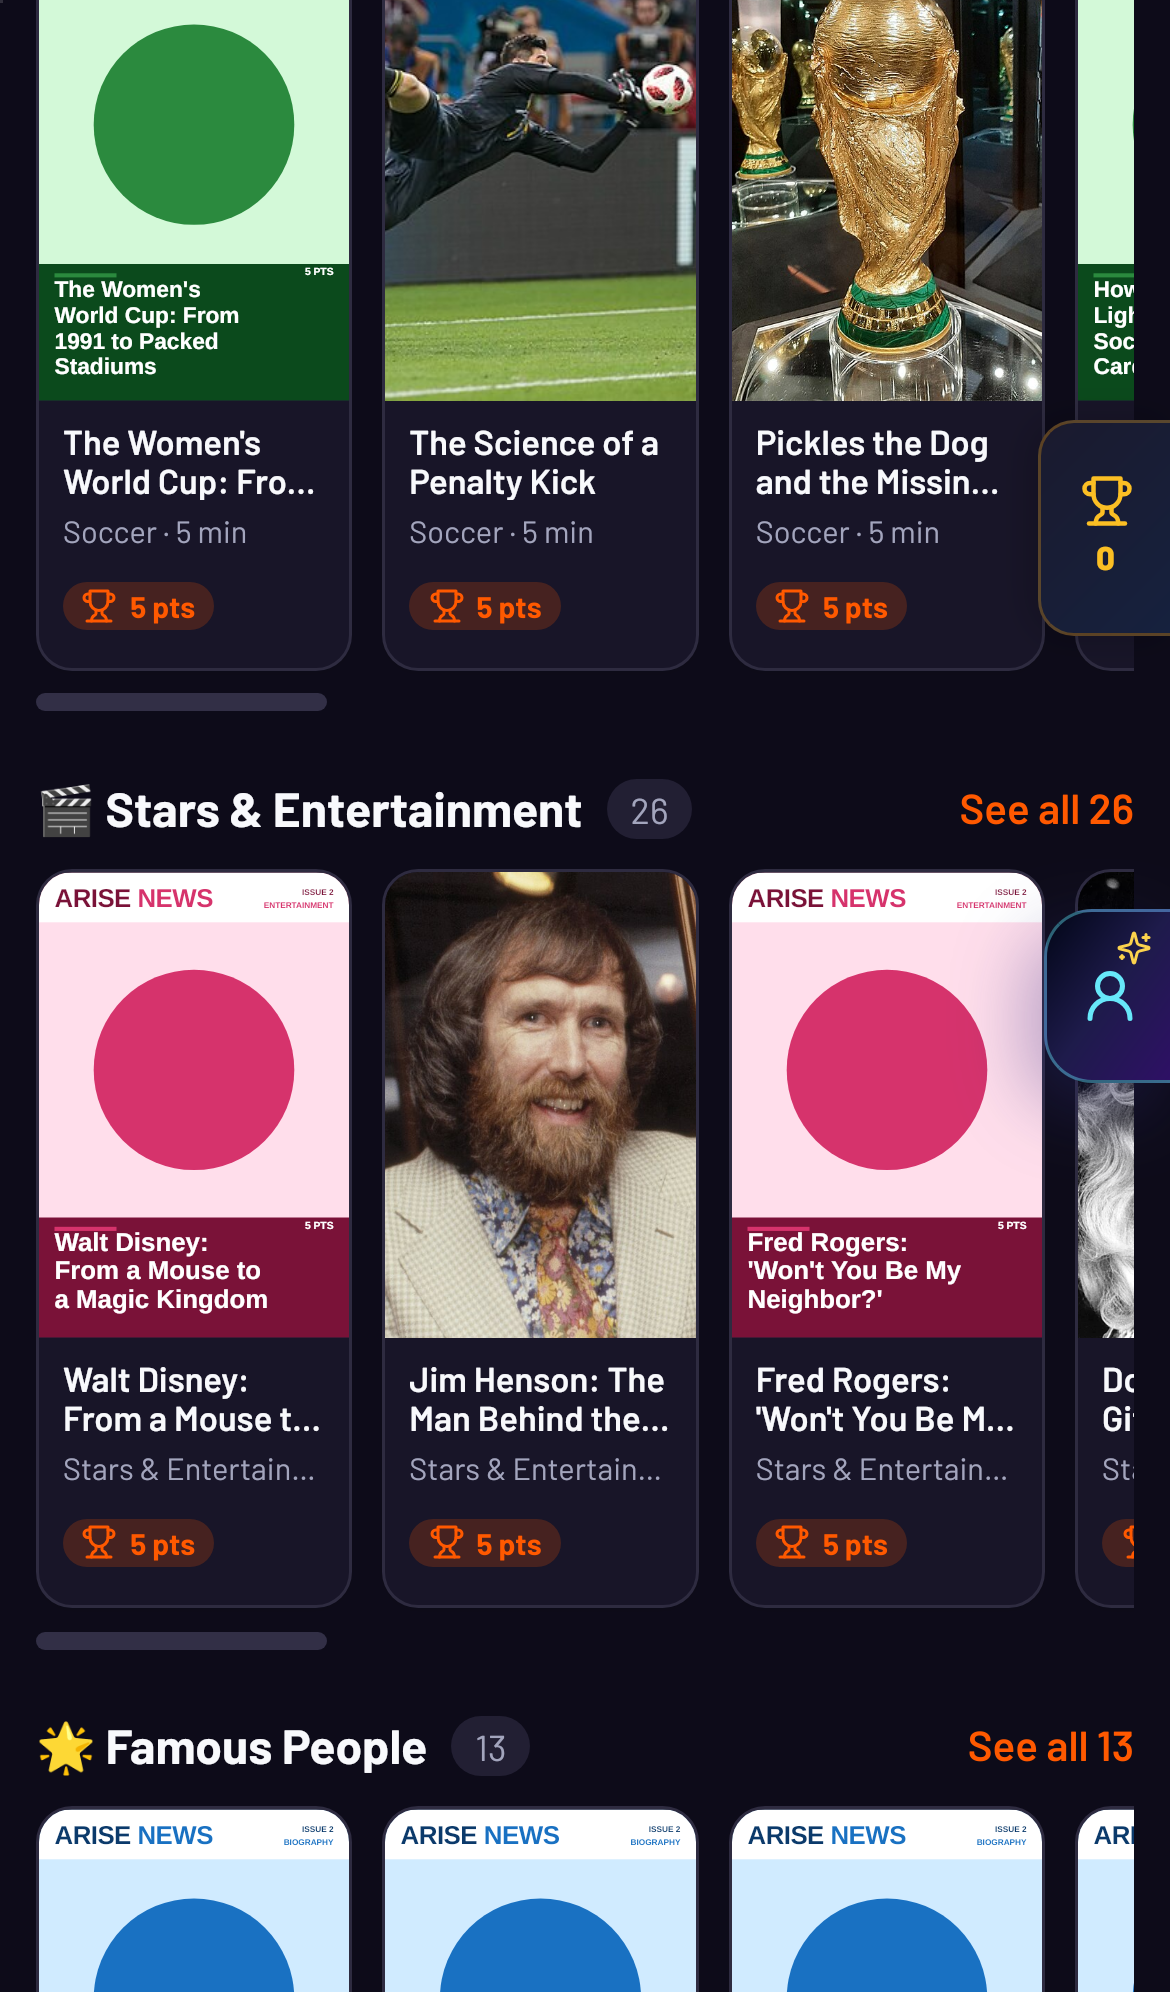 5 PTS
The Women's
World Cup: From
1991 to Packed
Stadiums
The Women's
World Cup: Fro...
Soccer · 5 min
5 pts
The Science of a
Penalty Kick
Soccer · 5 min
5 pts
Pickles the Dog
and the Missin...
Soccer · 5 min
5 pts
0
Stars & Entertainment
26
See all 26
ARISE NEWS
ISSUE 2
ENTERTAINMENT
5 PTS
Walt Disney:
From a Mouse to
a Magic Kingdom
Walt Disney:
From a Mouse t...
Stars & Entertain...
5 pts
Jim Henson: The
Man Behind the...
Stars & Entertain...
5 pts
ARISE NEWS
ISSUE 2
ENTERTAINMENT
5 PTS
Fred Rogers:
'Won't You Be My
Neighbor?'
Fred Rogers:
'Won't You Be M...
Stars & Entertain...
5 pts
Famous People
13
See all 13
ARISE NEWS
ISSUE 2
BIOGRAPHY
ARISE NEWS
ISSUE 2
BIOGRAPHY
ARISE NEWS
ISSUE 2
BIOGRAPHY